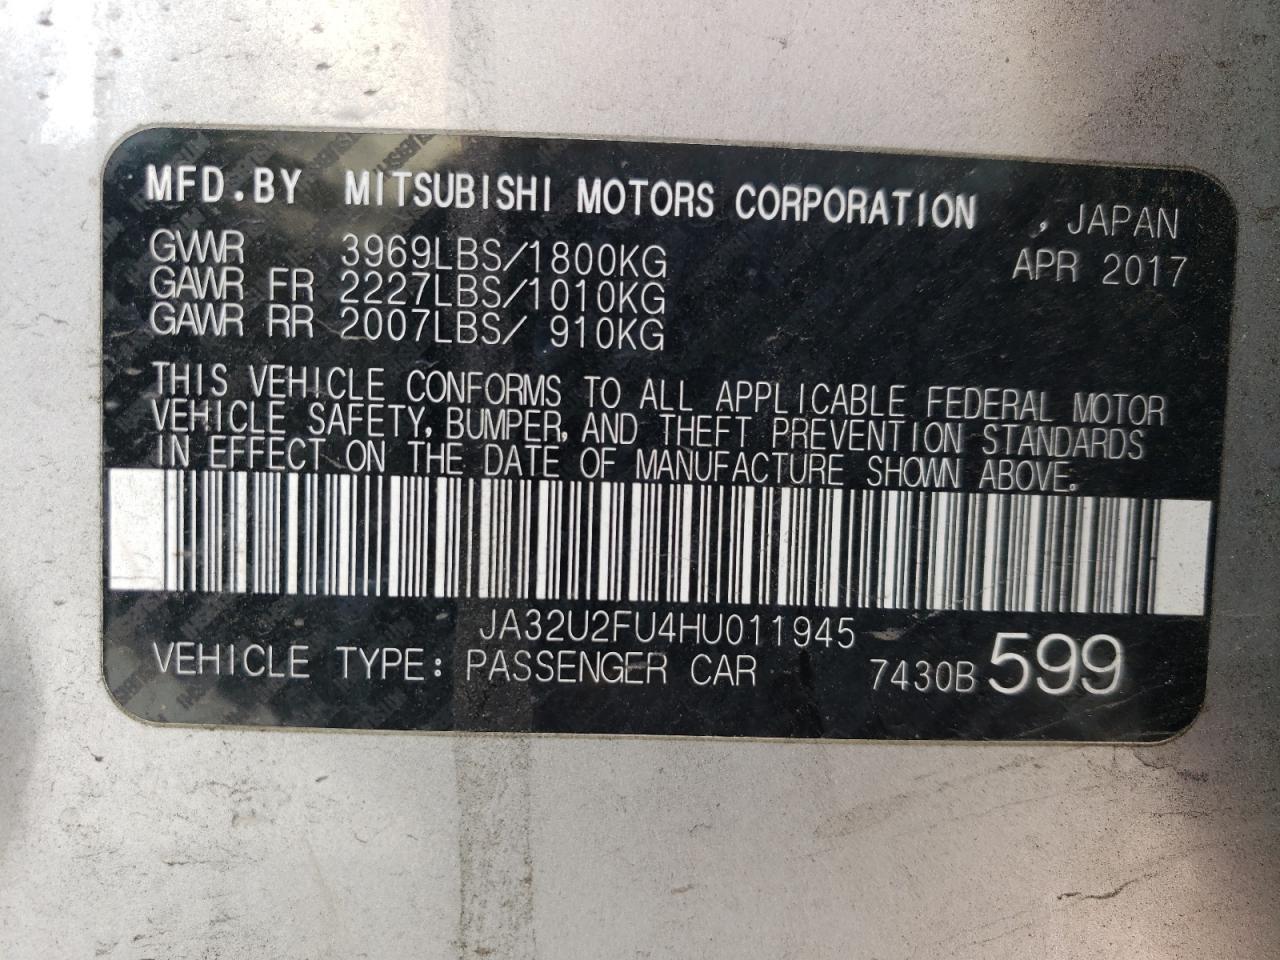 MFD.BY MITSUBISHI MOTORS CORPORATION , JAPAN
GVWR 3969LBS/1800KG APR 2017
GAWR FR 2227LBS/1010KG
GAWR RR 2007LBS/ 910KG
THIS VEHICLE CONFORMS TO ALL APPLICABLE FEDERAL MOTOR
VEHICLE SAFETY, BUMPER, AND THEFT PREVENTION STANDARDS
IN EFFECT ON THE DATE OF MANUFACTURE SHOWN ABOVE.
JA32U2FU4HU011945
VEHICLE TYPE: PASSENGER CAR 7430B 599